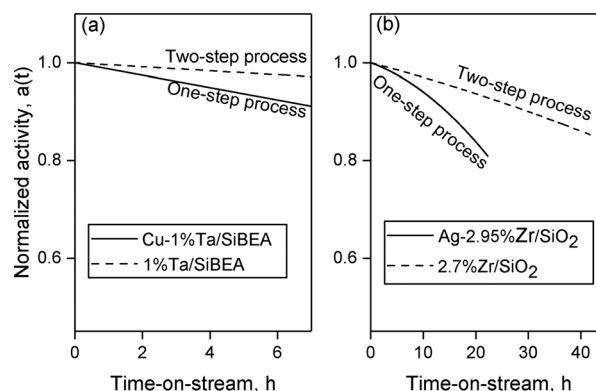 (a)
(b)
Normalized activity, a(t)
1.0
0.8
0.6
Two-step process
One-step process
Cu-1%Ta/SiBEA
1%Ta/SiBEA
0
2
4
6
Time-on-stream, h
1.0
0.8
0.6
Two-step process
One-step process
Ag-2.95%Zr/SiO₂
2.7%Zr/SiO₂
0
10
20
30
40
Time-on-stream, h